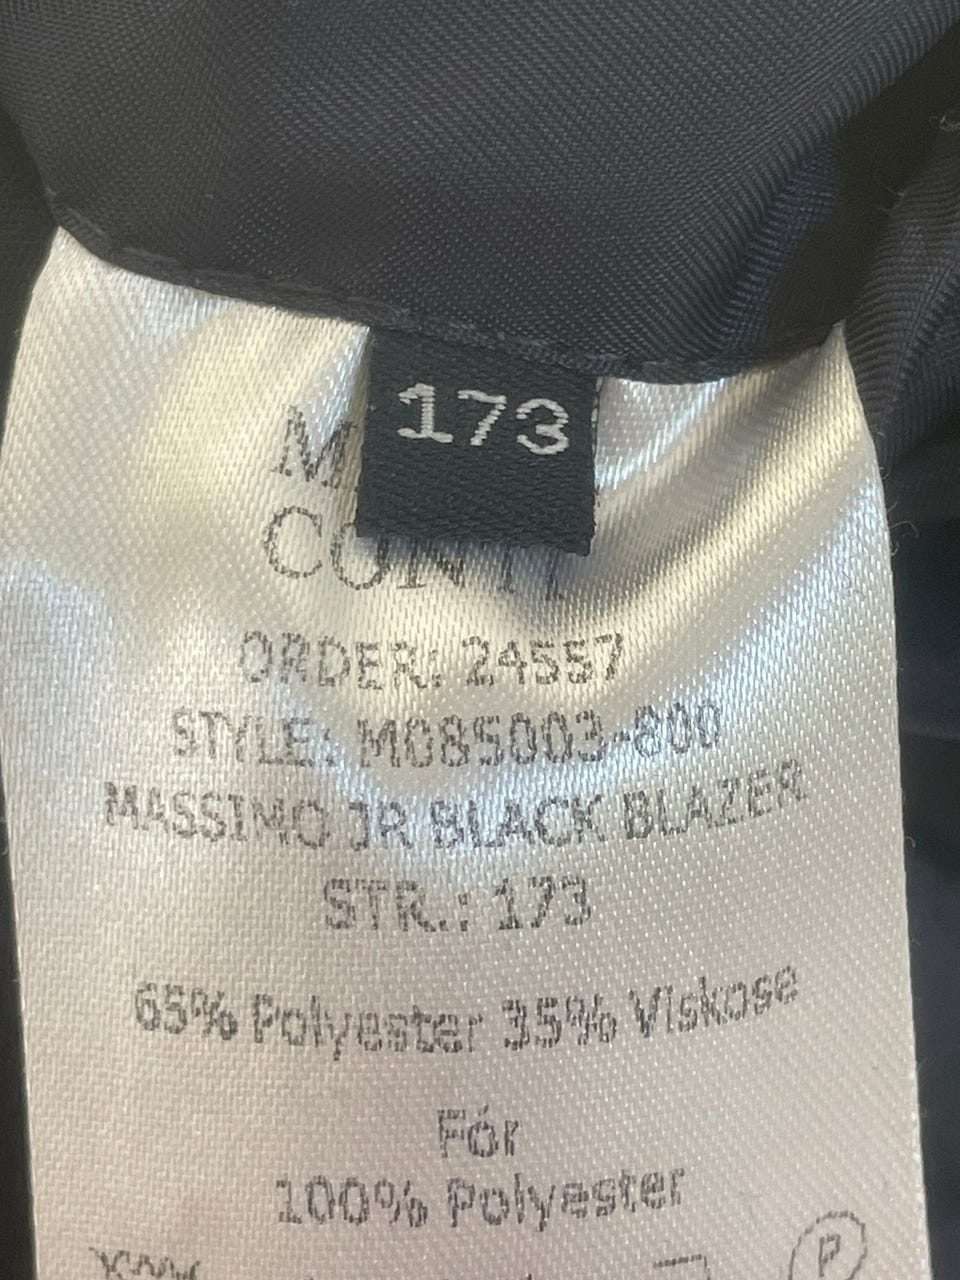 173
CONTI
ORDER: 24557
STYLE: M085003-800
MASSIMO JR BLACK BLAZER
STR.: 173
65% Polyester 35% Viskose
Fór
100% Polyester
P